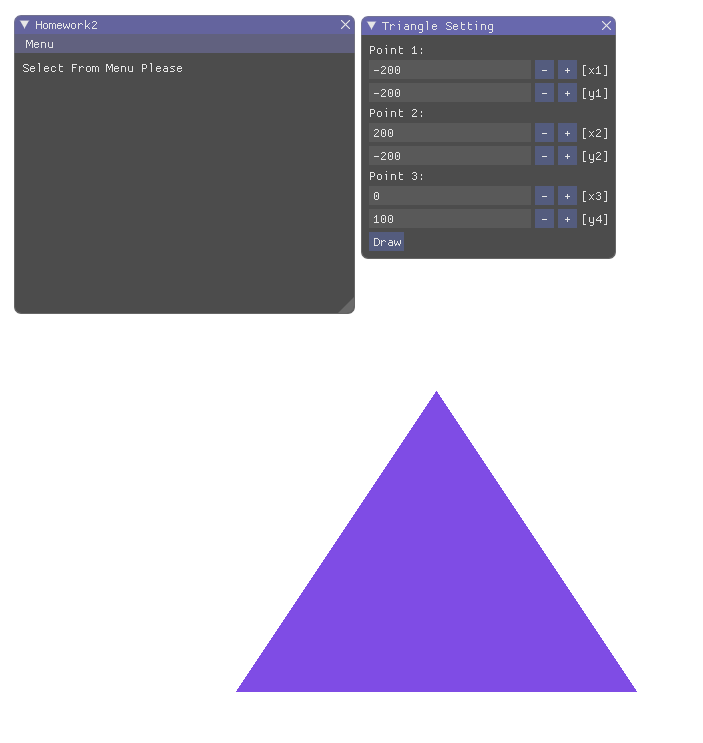 Homework2
Menu
Select From Menu Please
Triangle Setting
Point 1:
-200 - + [x1]
-200 - + [y1]
Point 2:
200 - + [x2]
-200 - + [y2]
Point 3:
0 - + [x3]
100 - + [y4]
Draw